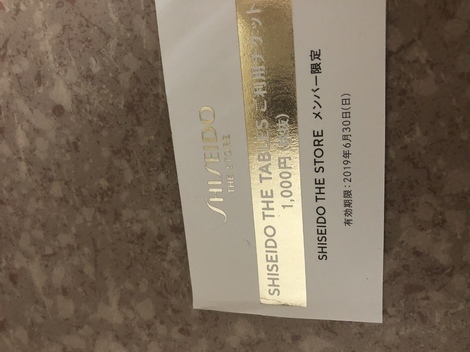 SHISEIDO
THE STORE
SHISEIDO THE TABLES ご利用チケット
1,000円(税抜)
SHISEIDO THE STORE メンバー限定
有効期限:2019年6月30日(日)